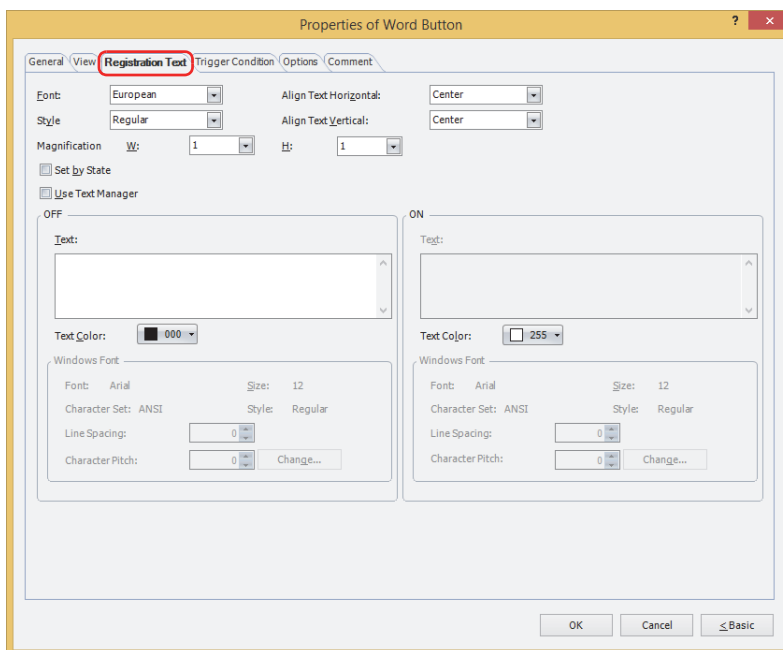 Properties of Word Button ? ×
General View Registration Text Trigger Condition Options Comment
Font: European Align Text Horizontal: Center
Style Regular Align Text Vertical: Center
Magnification W: 1 H: 1
Set by State
Use Text Manager
OFF ON
Text: Text:
Text Color: 000 Text Color: 255
Windows Font Windows Font
Font: Arial Size: 12 Font: Arial Size: 12
Character Set: ANSI Style: Regular Character Set: ANSI Style: Regular
Line Spacing: 0 Line Spacing: 0
Character Pitch: 0 Change... Character Pitch: 0 Change...
OK Cancel < Basic